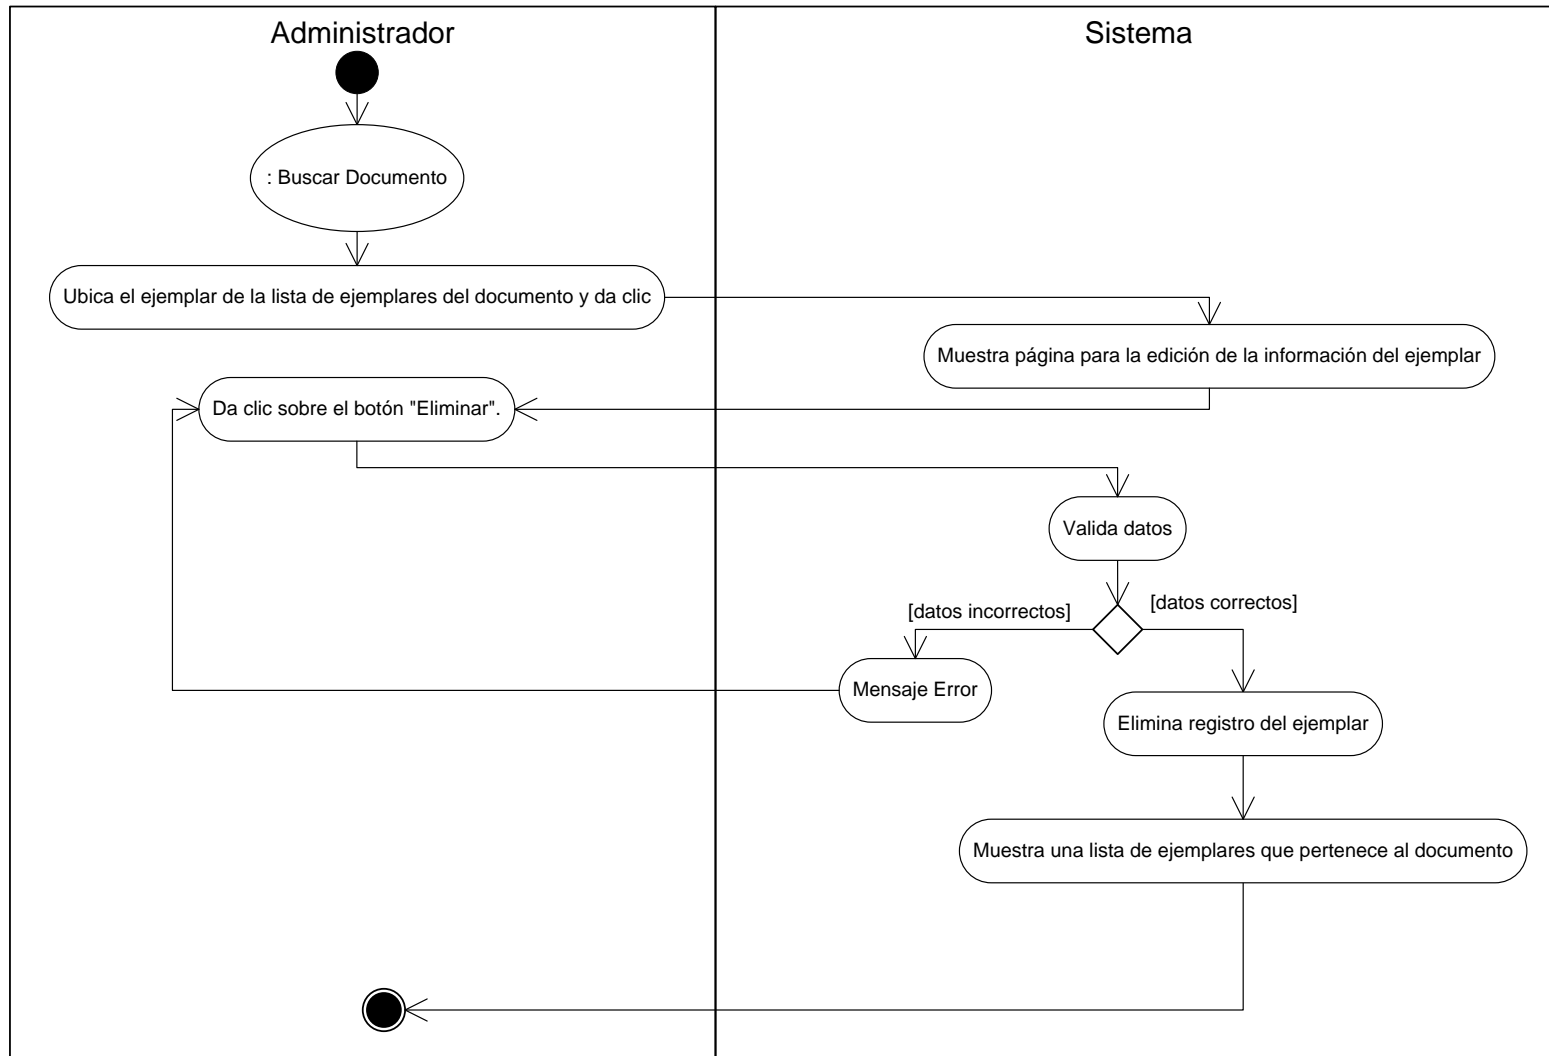 Administrador
Sistema
: Buscar Documento
Ubica el ejemplar de la lista de ejemplares del documento y da clic
Muestra página para la edición de la información del ejemplar
Da clic sobre el botón "Eliminar".
Valida datos
[datos incorrectos]
[datos correctos]
Mensaje Error
Elimina registro del ejemplar
Muestra una lista de ejemplares que pertenece al documento